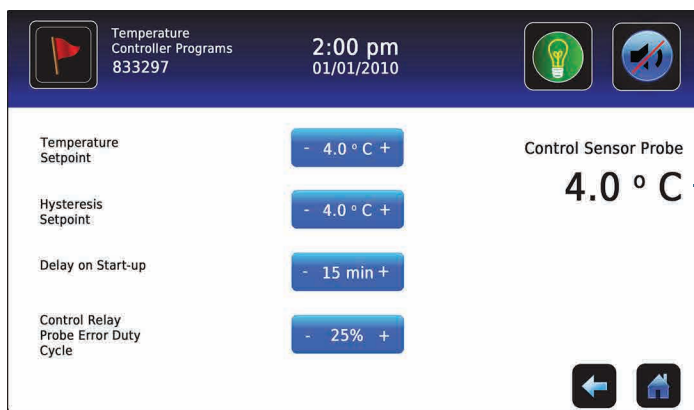 Temperature
Controller Programs
833297
2:00 pm
01/01/2010
Temperature
Setpoint
- 4.0 º C +
Control Sensor Probe
4.0 º C
Hysteresis
Setpoint
- 4.0 º C +
Delay on Start-up
- 15 min +
Control Relay
Probe Error Duty
Cycle
- 25% +